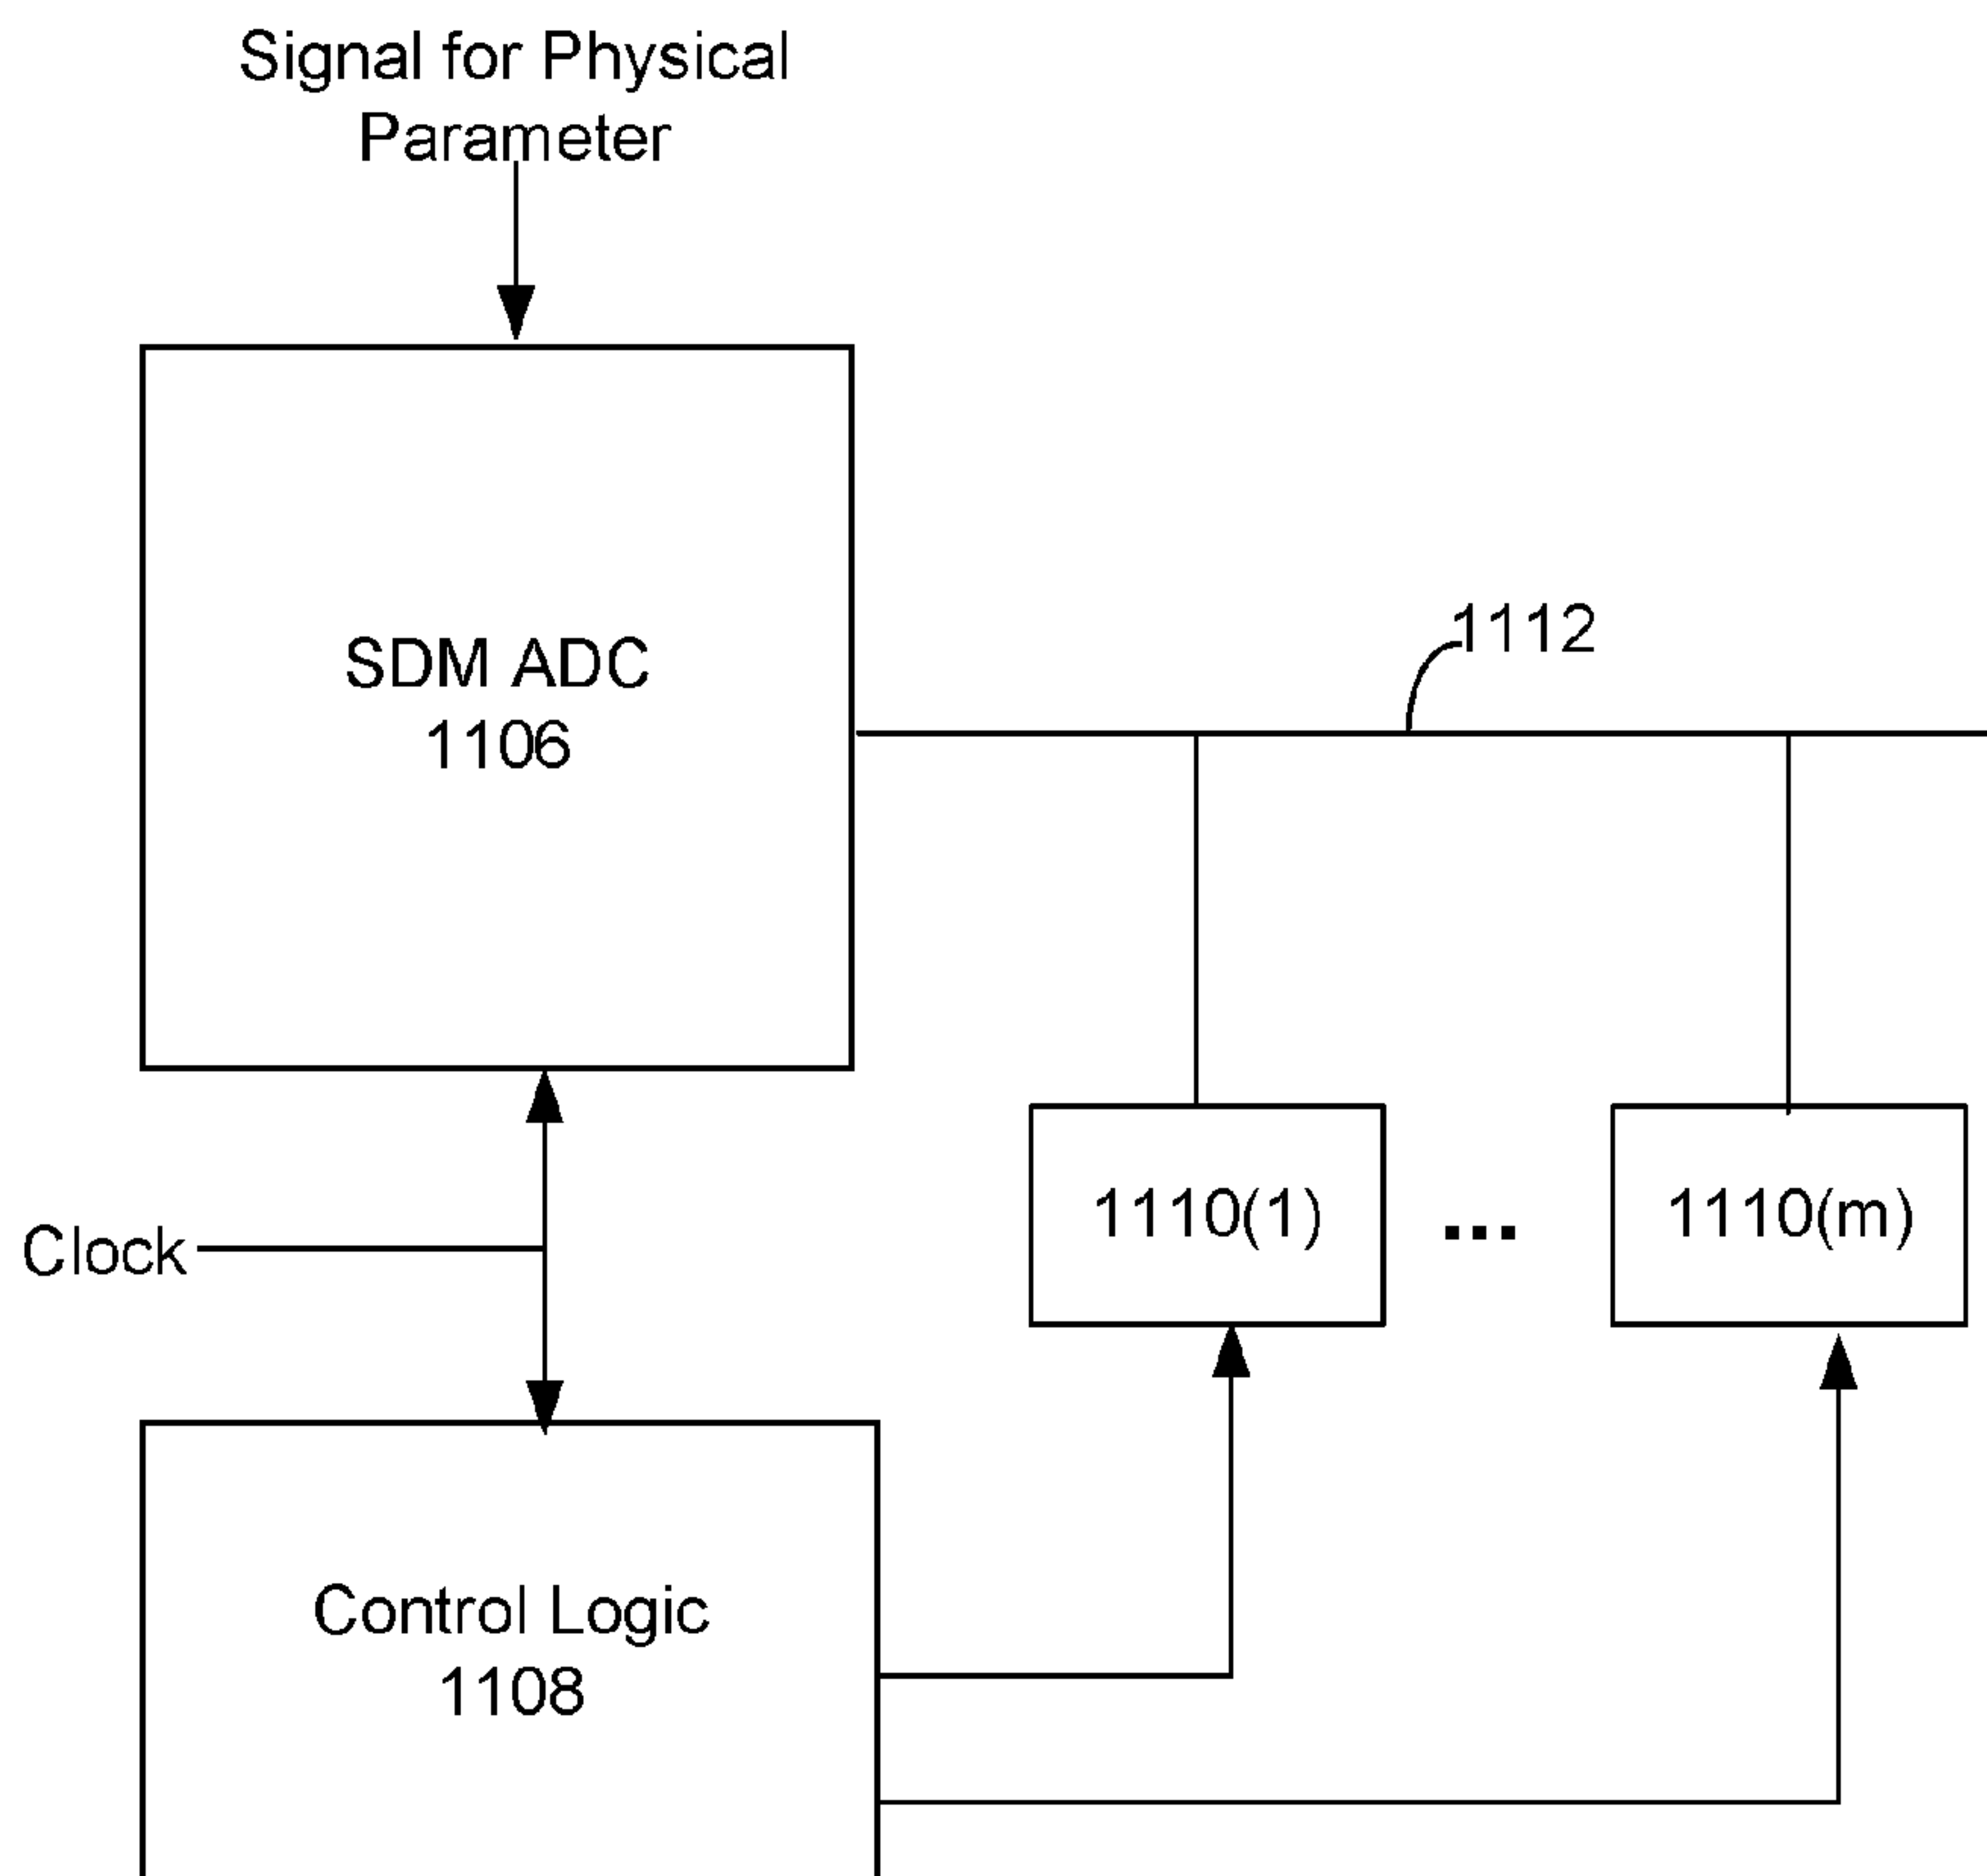 Signal for Physical
Parameter
SDM ADC
1106
1112
1110(1)
...
1110(m)
Clock
Control Logic
1108